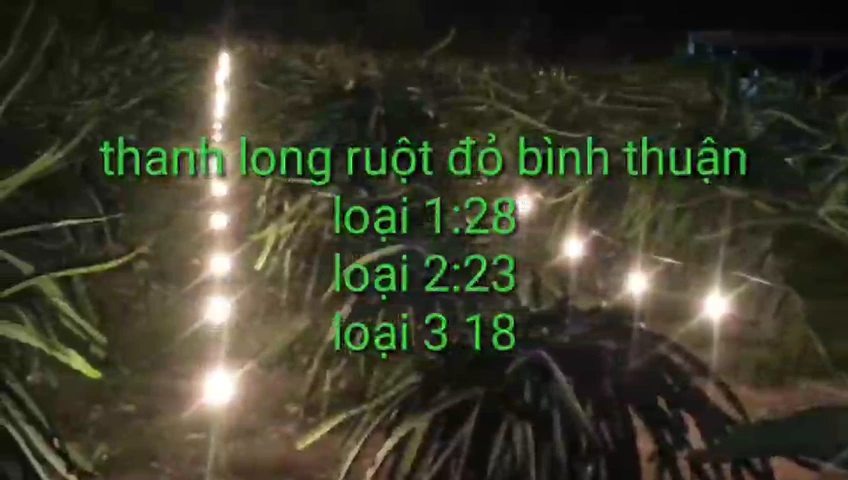 thanh long ruột đỏ bình thuận
loại 1:28
loại 2:23
loại 3 18